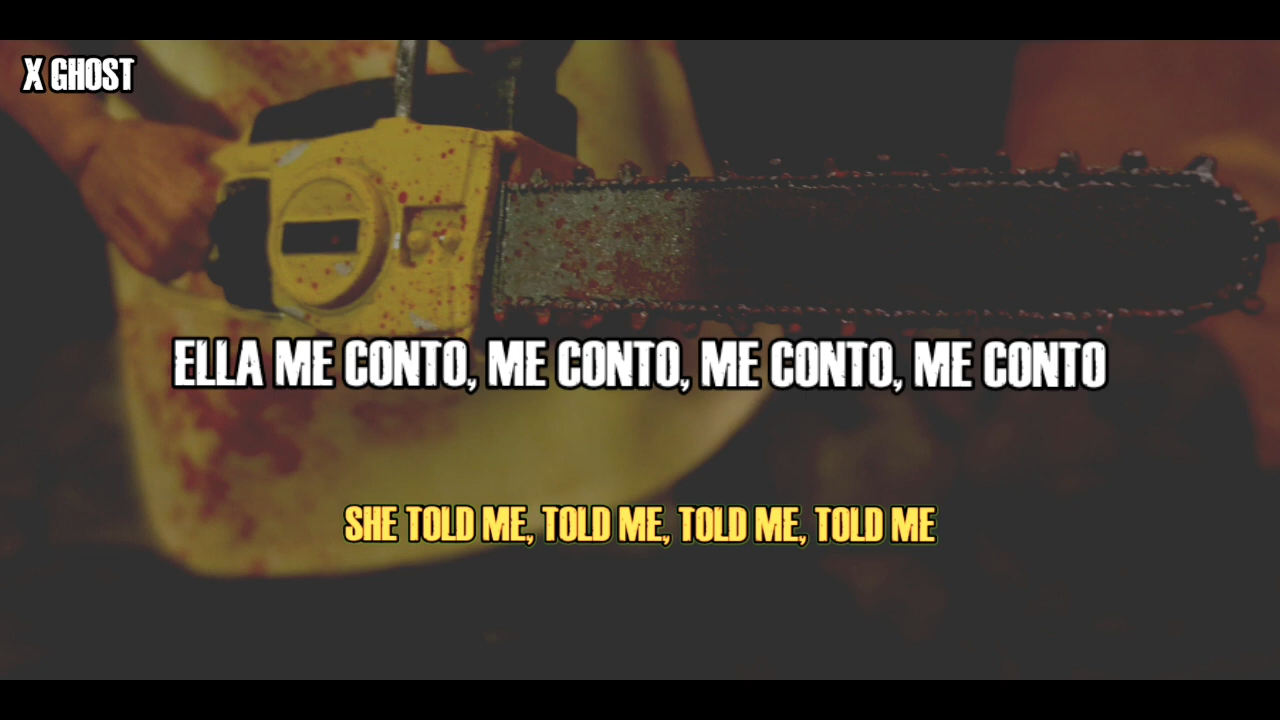 X GHOST
ELLA ME CONTO, ME CONTO, ME CONTO, ME CONTO
SHE TOLD ME, TOLD ME, TOLD ME, TOLD ME